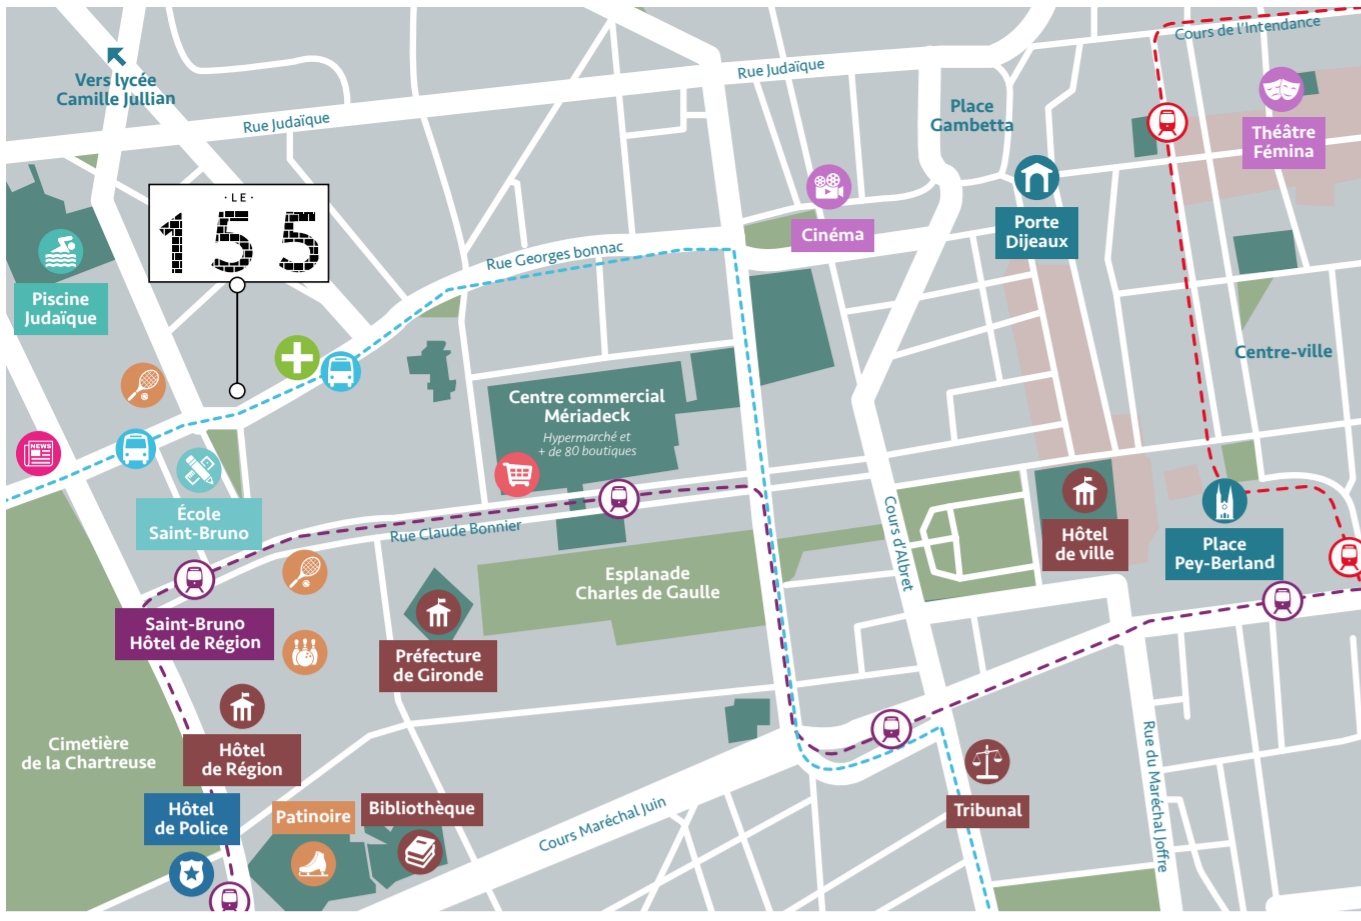 Cours de l'Intendance
Vers lycée
Camille Jullian
Rue Judaïque
Rue Judaïque
Place
Gambetta
Théâtre
Fémina
· LE ·
155
Cinéma
Porte
Dijeaux
Rue Georges bonnac
Piscine
Judaïque
Centre-ville
Centre commercial
Mériadeck
Hypermarché et
+ de 80 boutiques
NEWS
École
Saint-Bruno
Rue Claude Bonnier
Cours d'Albret
Hôtel
de ville
Place
Pey-Berland
Esplanade
Charles de Gaulle
Saint-Bruno
Hôtel de Région
Préfecture
de Gironde
Cimetière
de la Chartreuse
Hôtel
de Région
Hôtel
de Police
Patinoire
Bibliothèque
Cours Maréchal Juin
Tribunal
Rue du Maréchal Joffre